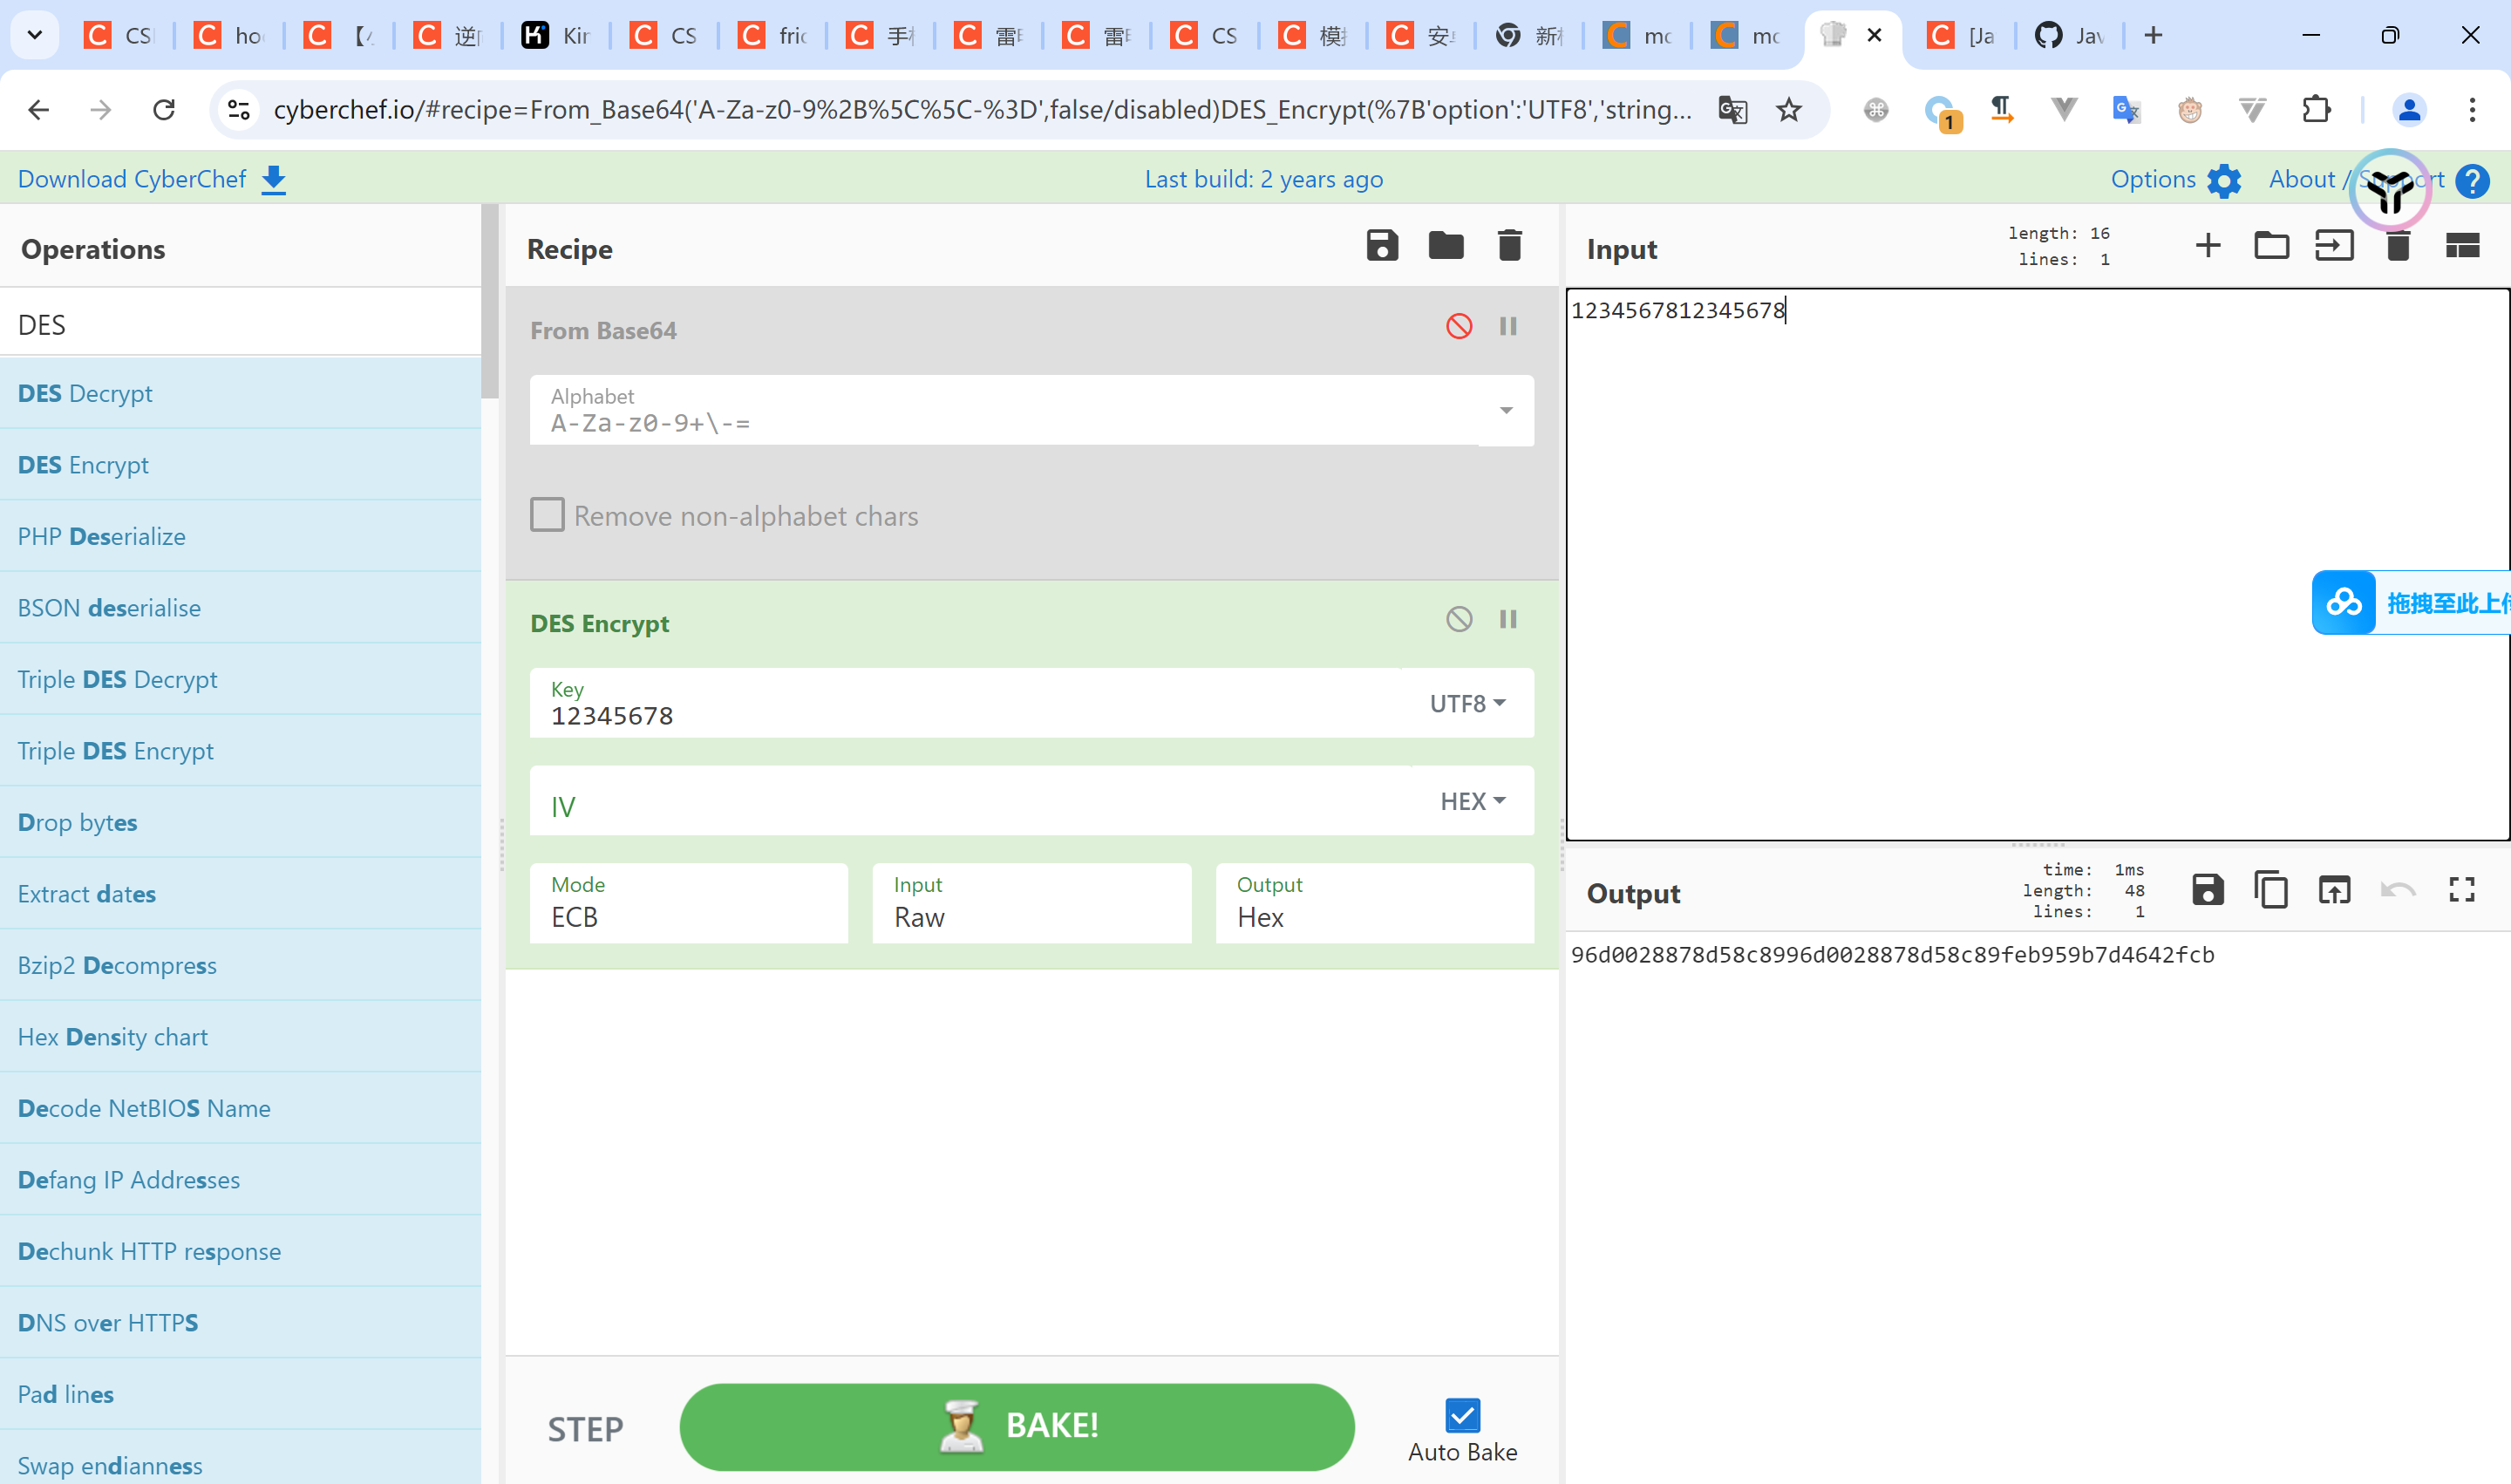 CS
ho
逆
Kir
CS
fri
手
雷
雷
CS
模
安
新
mo
mo
[Ja
Jav
cyberchef.io/#recipe=From_Base64('A-Za-z0-9%2B%5C%5C-%3D',false/disabled)DES_Encrypt(%7B'option':'UTF8','string...
1
Download CyberChef
Last build: 2 years ago
Options
About / Support
Operations
DES
DES Decrypt
DES Encrypt
PHP Deserialize
BSON deserialise
Triple DES Decrypt
Triple DES Encrypt
Drop bytes
Extract dates
Bzip2 Decompress
Hex Density chart
Decode NetBIOS Name
Defang IP Addresses
Dechunk HTTP response
DNS over HTTPS
Pad lines
Swap endianness
Recipe
From Base64
Alphabet
A-Za-z0-9+\-=
Remove non-alphabet chars
DES Encrypt
Key
12345678
UTF8
IV
HEX
Mode
ECB
Input
Raw
Output
Hex
STEP
BAKE!
Auto Bake
Input
length: 16
lines: 1
1234567812345678
拖拽至此上传
Output
time: 1ms
length: 48
lines: 1
96d0028878d58c8996d0028878d58c89feb959b7d4642fcb